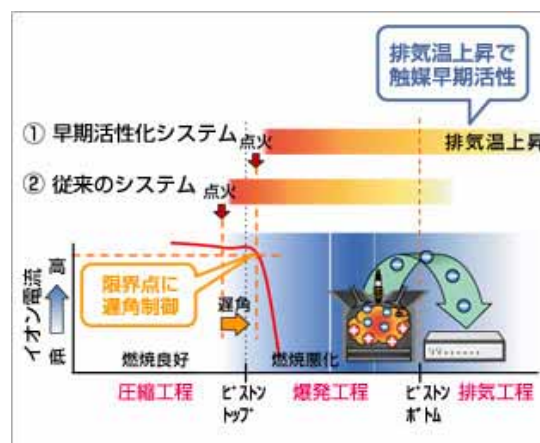 排気温上昇で
触媒早期活性
① 早期活性化システム
点火
排気温上昇
② 従来のシステム
点火
イオン電流
高
低
限界点に
遅角制御
遅角
燃焼良好
燃焼悪化
圧縮工程
ピストン
トップ
爆発工程
ピストン
ボトム
排気工程